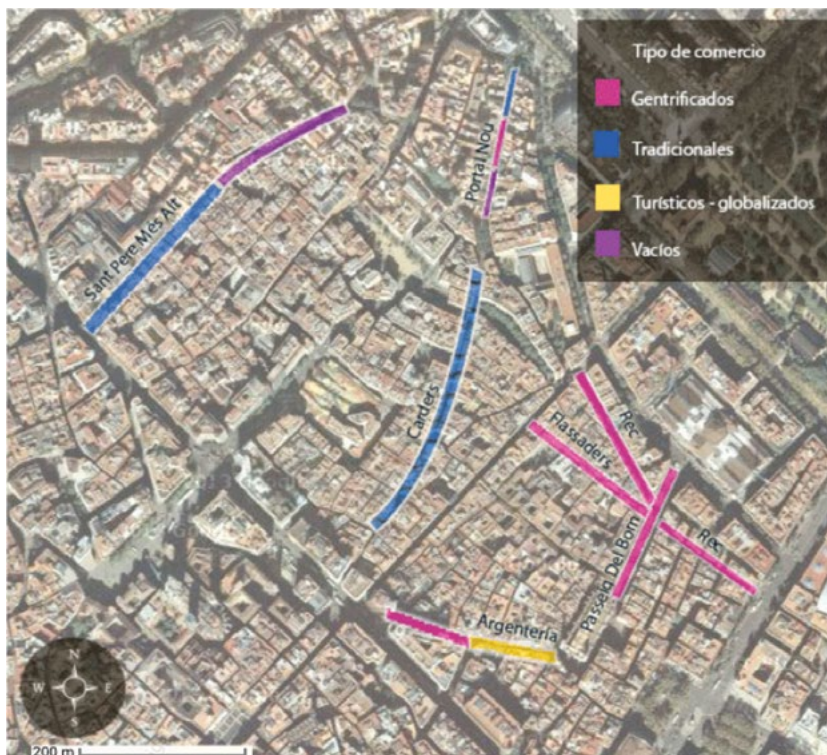 Tipo de comercio
Gentrificados
Tradicionales
Turísticos - globalizados
Vacíos
Portal Nou
Sant Pere Més Alt
Carders
Rec
Flassaders
Rec
Passeig Del Born
Argenteria
N
W E
S
200 m